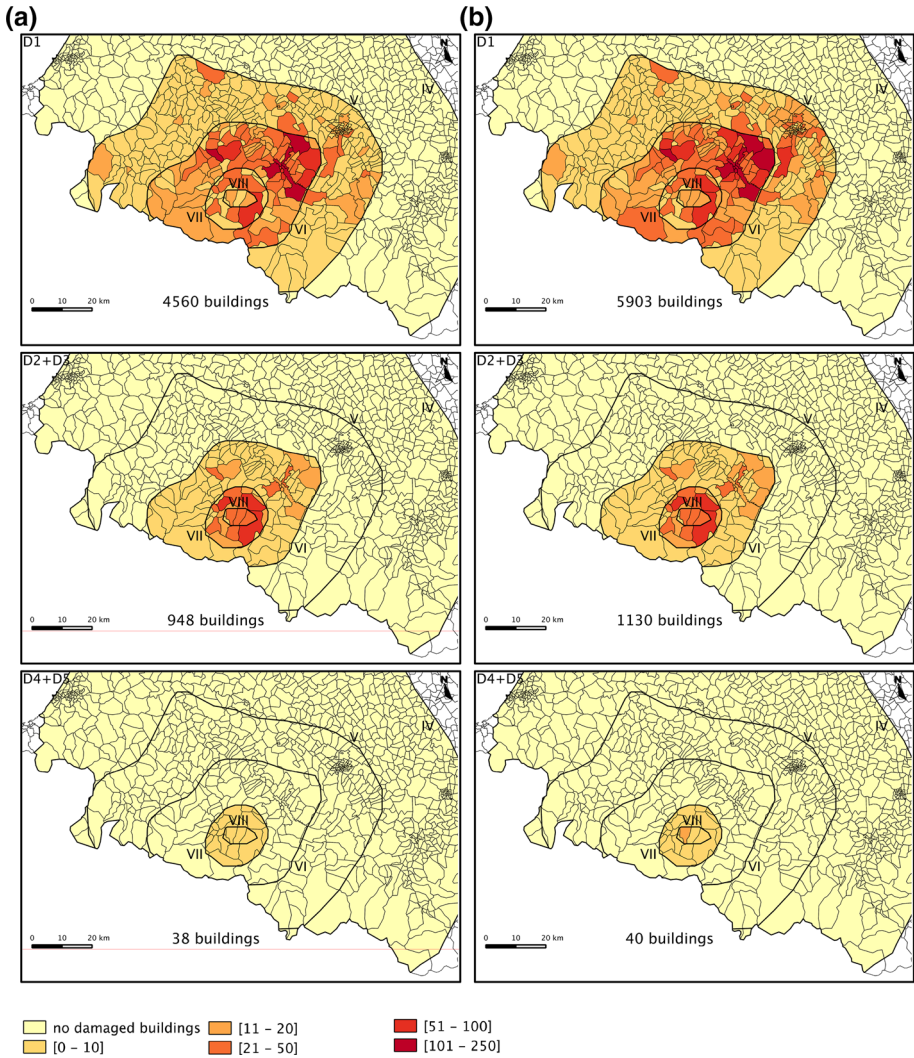 (a) (b)
D1 N V IV VIII VII VI
0 10 20 km
4560 buildings
D1 N V IV VIII VII VI
0 10 20 km
5903 buildings
D2+D3 N V IV VIII VII VI
0 10 20 km
948 buildings
D2+D3 N V IV VIII VII VI
0 10 20 km
1130 buildings
D4+D5 N V IV VIII VII VI
0 10 20 km
38 buildings
D4+D5 N V IV VIII VII VI
0 10 20 km
40 buildings
no damaged buildings [11 – 20] [51 – 100]
[0 – 10] [21 – 50] [101 – 250]